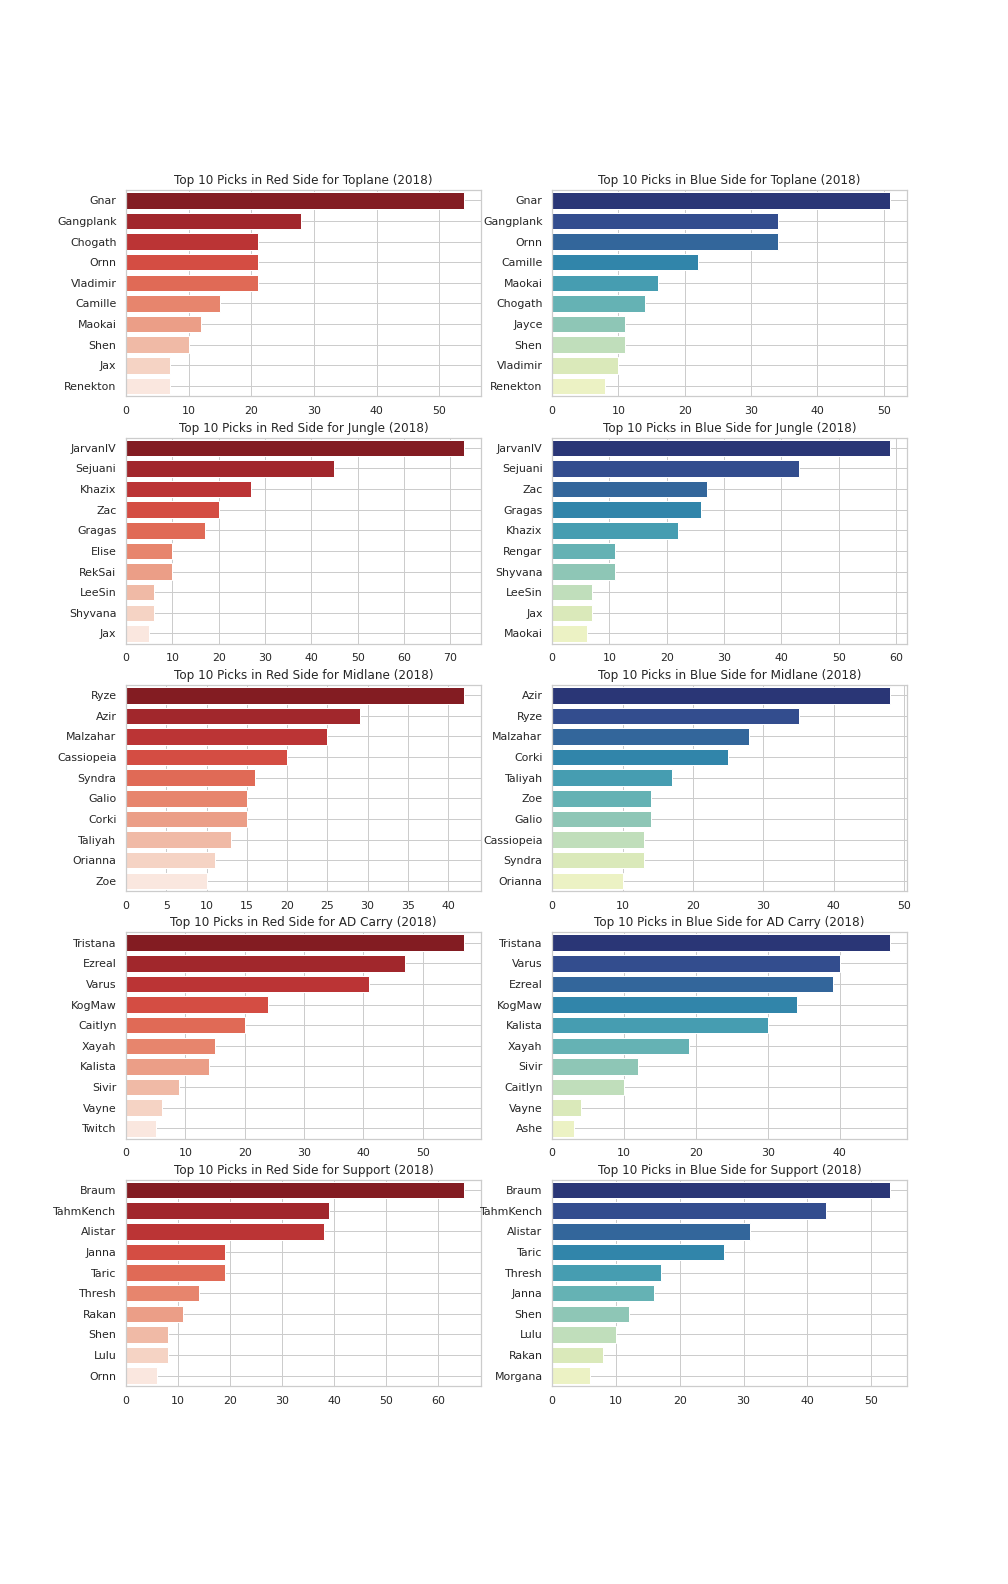 Top 10 Picks in Red Side for Toplane (2018)
Gnar
Gangplank
Chogath
Ornn
Vladimir
Camille
Maokai
Shen
Jax
Renekton
0 10 20 30 40 50
Top 10 Picks in Blue Side for Toplane (2018)
Gnar
Gangplank
Ornn
Camille
Maokai
Chogath
Jayce
Shen
Vladimir
Renekton
0 10 20 30 40 50
Top 10 Picks in Red Side for Jungle (2018)
JarvanIV
Sejuani
Khazix
Zac
Gragas
Elise
RekSai
LeeSin
Shyvana
Jax
0 10 20 30 40 50 60 70
Top 10 Picks in Blue Side for Jungle (2018)
JarvanIV
Sejuani
Zac
Gragas
Khazix
Rengar
Shyvana
LeeSin
Jax
Maokai
0 10 20 30 40 50 60
Top 10 Picks in Red Side for Midlane (2018)
Ryze
Azir
Malzahar
Cassiopeia
Syndra
Galio
Corki
Taliyah
Orianna
Zoe
0 5 10 15 20 25 30 35 40
Top 10 Picks in Blue Side for Midlane (2018)
Azir
Ryze
Malzahar
Corki
Taliyah
Zoe
Galio
Cassiopeia
Syndra
Orianna
0 10 20 30 40 50
Top 10 Picks in Red Side for AD Carry (2018)
Tristana
Ezreal
Varus
KogMaw
Caitlyn
Xayah
Kalista
Sivir
Vayne
Twitch
0 10 20 30 40 50
Top 10 Picks in Blue Side for AD Carry (2018)
Tristana
Varus
Ezreal
KogMaw
Kalista
Xayah
Sivir
Caitlyn
Vayne
Ashe
0 10 20 30 40
Top 10 Picks in Red Side for Support (2018)
Braum
TahmKench
Alistar
Janna
Taric
Thresh
Rakan
Shen
Lulu
Ornn
0 10 20 30 40 50 60
Top 10 Picks in Blue Side for Support (2018)
Braum
TahmKench
Alistar
Taric
Thresh
Janna
Shen
Lulu
Rakan
Morgana
0 10 20 30 40 50